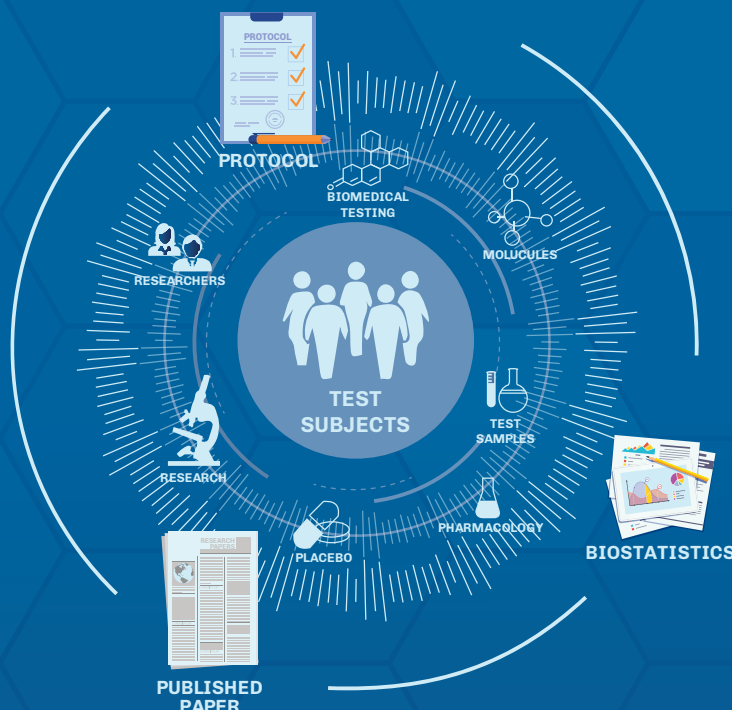 PROTOCOL
1.
2.
3.
PROTOCOL
BIOMEDICAL
TESTING
MOLUCULES
RESEARCHERS
TEST
SUBJECTS
TEST
SAMPLES
RESEARCH
PHARMACOLOGY
PLACEBO
RESEARCH
PAPERS
BIOSTATISTICS
PUBLISHED
PAPER